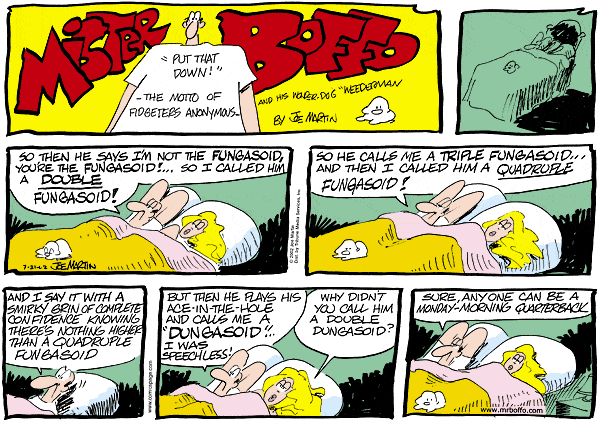 MISTER BOFFO
"PUT THAT
DOWN!"
-THE MOTTO OF
FIDGETERS ANONYMOUS-
AND HIS WONDER-DOG "WEEDERMAN
BY JOE MARTIN
SO THEN HE SAYS I'M NOT THE FUNGASOID,
YOU'RE THE FUNGASOID!... SO I CALLED HIM
A DOUBLE
FUNGASOID!
7-21-02 JOE MARTIN
© 2002 Joe Martin
Dist. by Tribune Media Services, Inc.
SO HE CALLS ME A TRIPLE FUNGASOID...
AND THEN I CALLED HIM A QUADRUPLE
FUNGASOID!
AND I SAY IT WITH A
SMIRKY GRIN OF COMPLETE
CONFIDENCE KNOWING
THERE'S NOTHING HIGHER
THAN A QUADRUPLE
FUNGASOID
www.comicspage.com
BUT THEN HE PLAYS HIS
ACE-IN-THE-HOLE
AND CALLS ME A
"DUNGASOID"...
I WAS
SPEECHLESS!
WHY DIDN'T
YOU CALL HIM
A DOUBLE
DUNGASOID?
SURE, ANYONE CAN BE A
MONDAY-MORNING QUARTERBACK
www.mrboffo.com